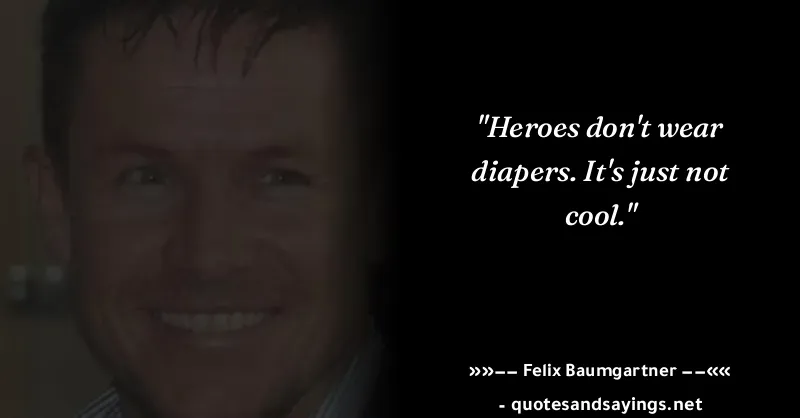 "Heroes don't wear
diapers. It's just not
cool."
»»−− Felix Baumgartner −−««
- quotesandsayings.net